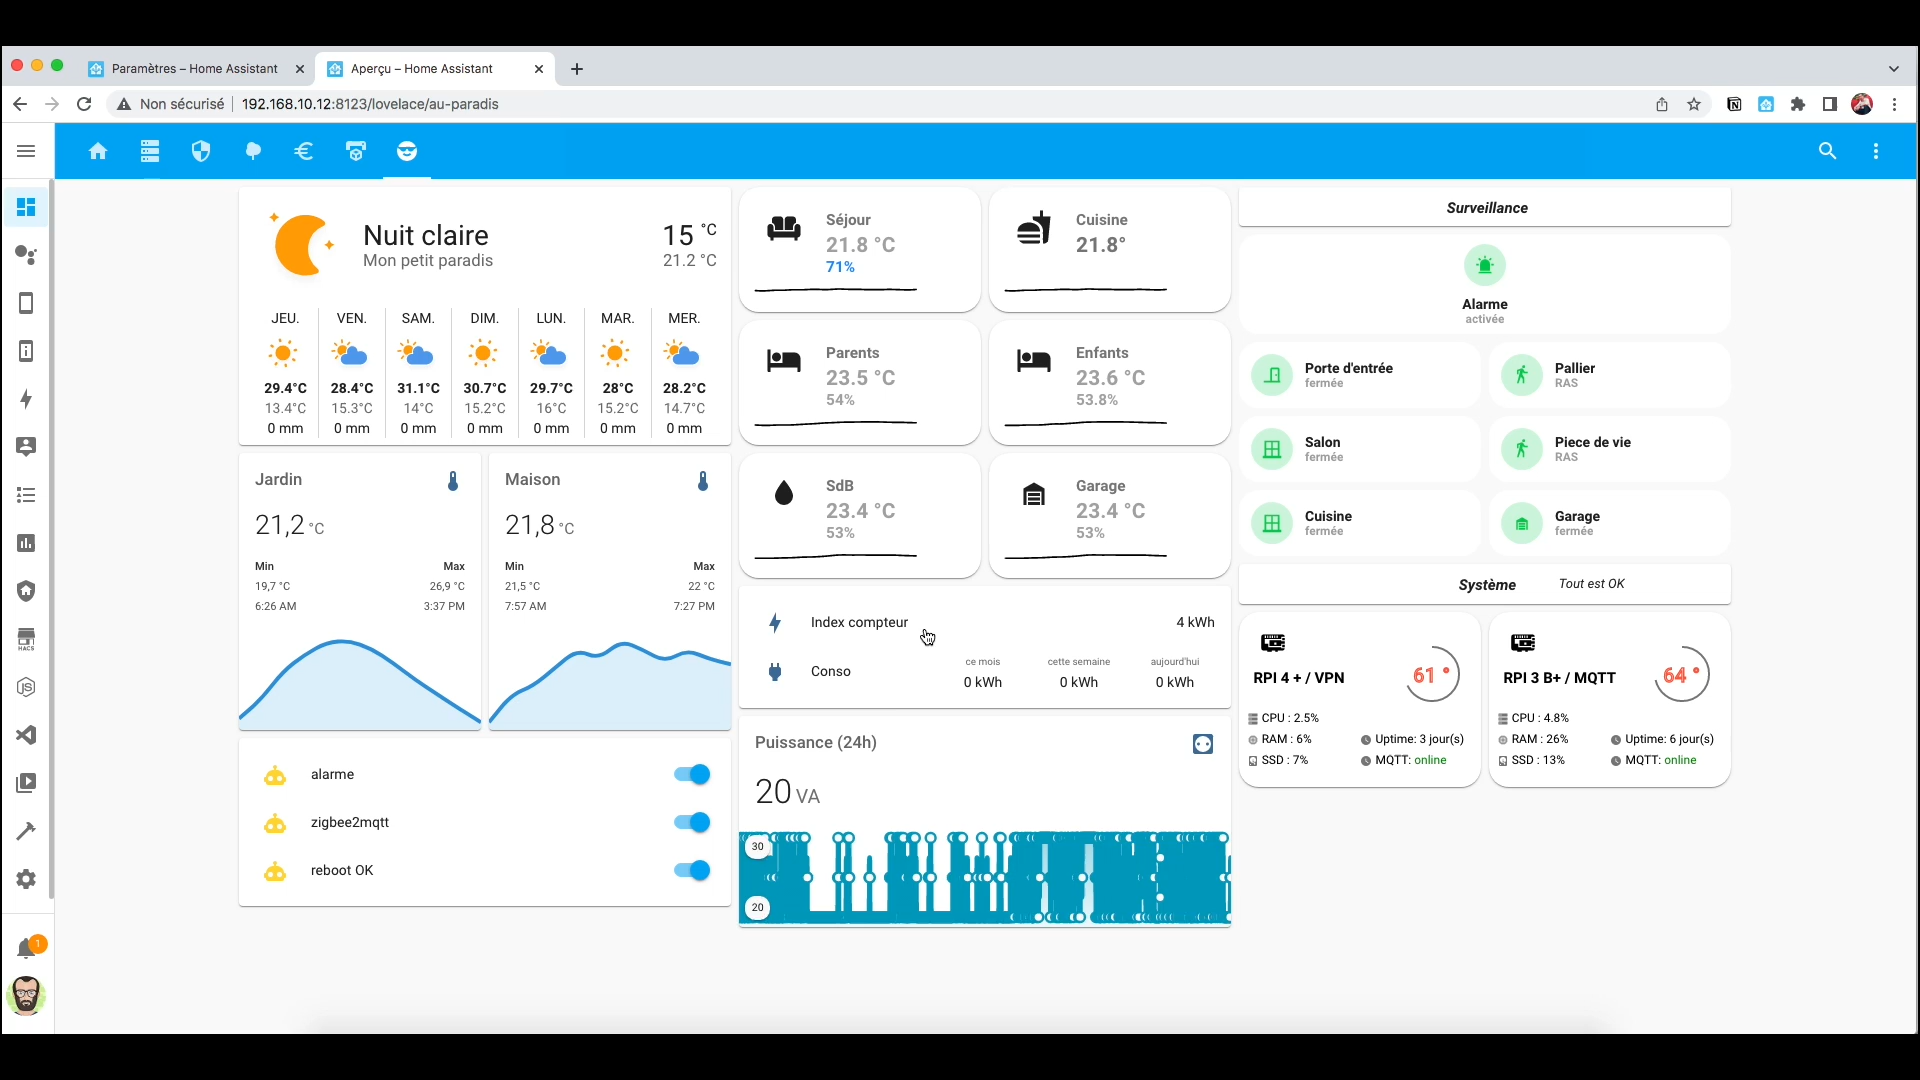 Paramètres – Home Assistant
Aperçu – Home Assistant
Non sécurisé
192.168.10.12:8123/lovelace/au-paradis
HACS
1
Nuit claire
Mon petit paradis
15 °C
21.2 °C
JEU. VEN. SAM. DIM. LUN. MAR. MER.
29.4°C 28.4°C 31.1°C 30.7°C 29.7°C 28°C 28.2°C
13.4°C 15.3°C 14°C 15.2°C 16°C 15.2°C 14.7°C
0 mm 0 mm 0 mm 0 mm 0 mm 0 mm 0 mm
Jardin
21,2 °C
Min Max
19,7 °C 26,9 °C
6:26 AM 3:37 PM
Maison
21,8 °C
Min Max
21,5 °C 22 °C
7:57 AM 7:27 PM
alarme
zigbee2mqtt
reboot OK
Séjour
21.8 °C
71%
Cuisine
21.8°
Parents
23.5 °C
54%
Enfants
23.6 °C
53.8%
SdB
23.4 °C
53%
Garage
23.4 °C
53%
Index compteur 4 kWh
Conso
ce mois cette semaine aujourd'hui
0 kWh 0 kWh 0 kWh
Puissance (24h)
20 VA
30
20
Surveillance
Alarme
activée
Porte d'entrée
fermée
Pallier
RAS
Salon
fermée
Piece de vie
RAS
Cuisine
fermée
Garage
fermée
Système Tout est OK
RPI 4 + / VPN
61 °
CPU : 2.5%
RAM : 6% Uptime: 3 jour(s)
SSD : 7% MQTT: online
RPI 3 B+ / MQTT
64 °
CPU : 4.8%
RAM : 26% Uptime: 6 jour(s)
SSD : 13% MQTT: online